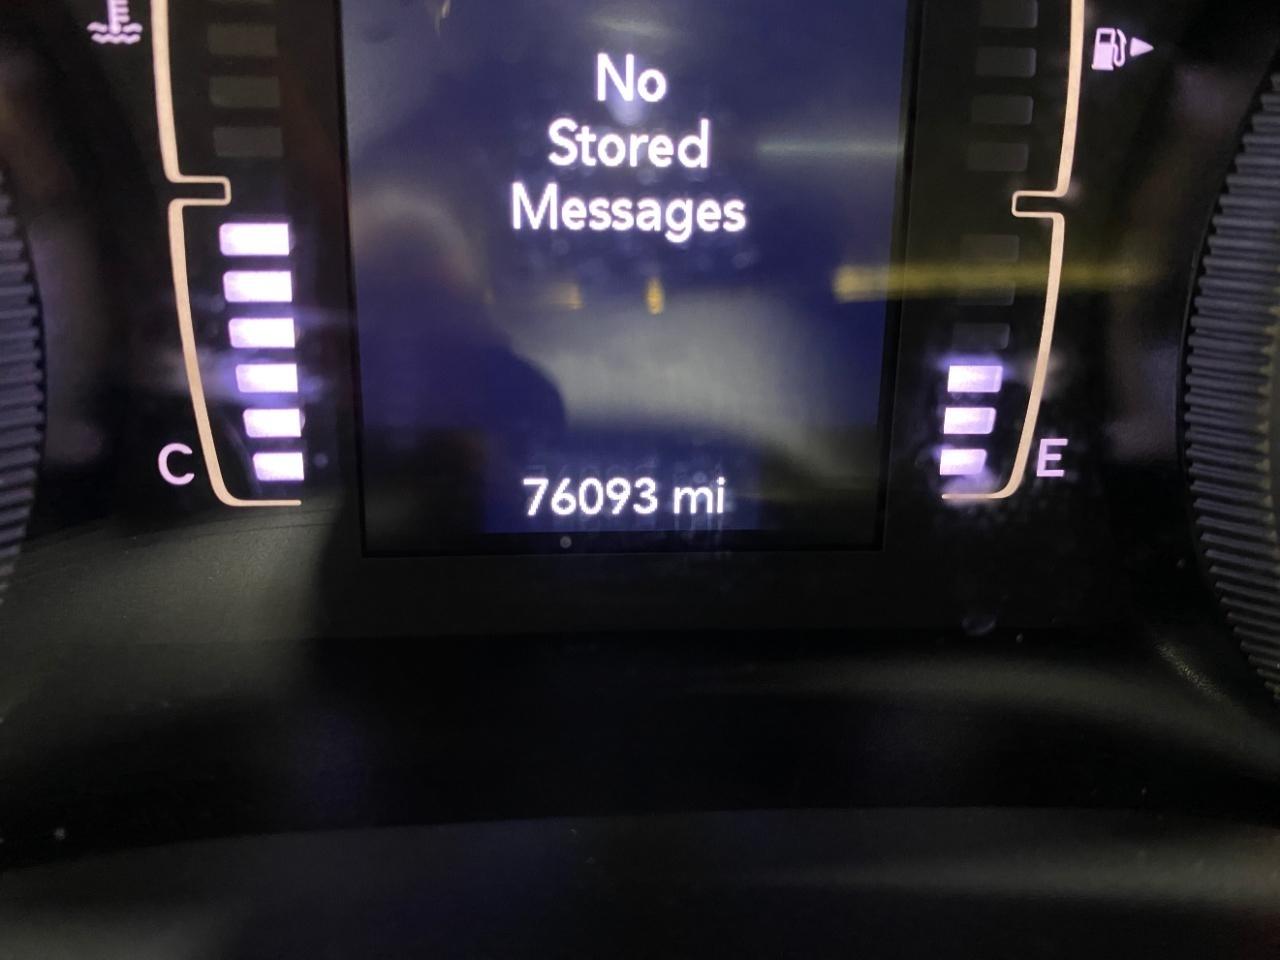 No
Stored
Messages
C
E
76093 mi